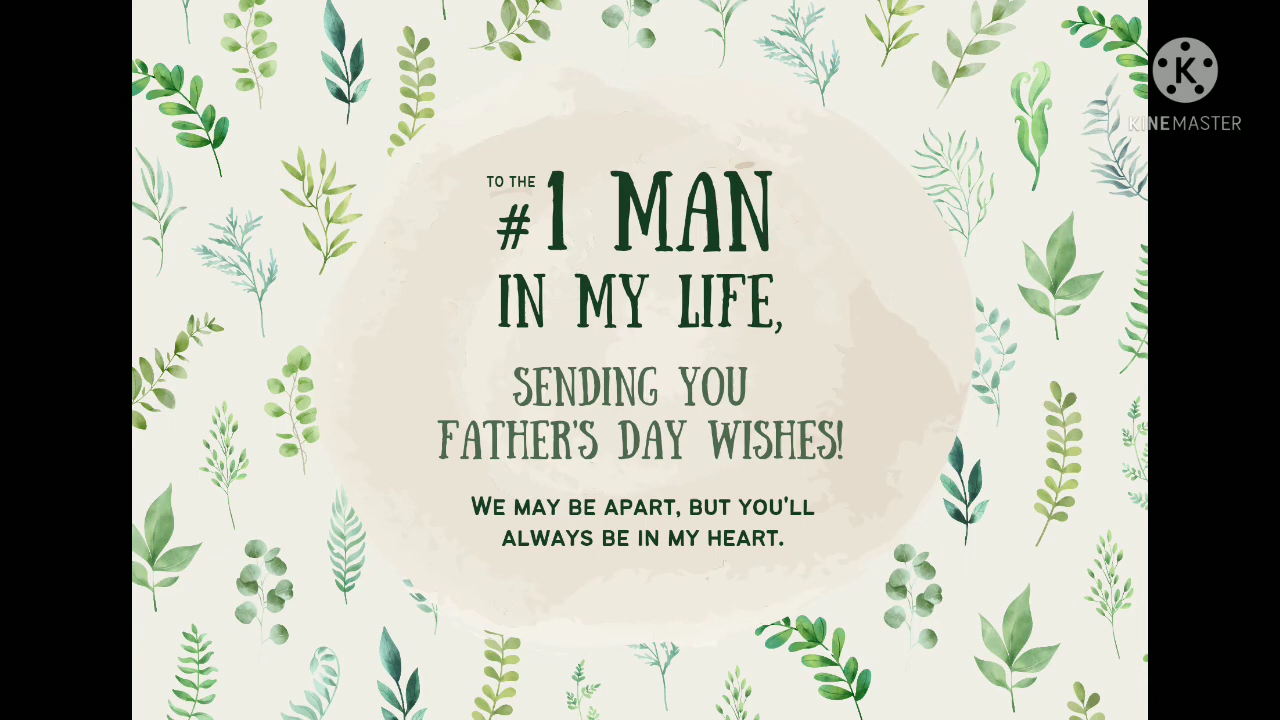 TO THE
#1 MAN
IN MY LIFE,
SENDING YOU
FATHER'S DAY WISHES!
WE MAY BE APART, BUT YOU'LL
ALWAYS BE IN MY HEART.
K
KINEMASTER